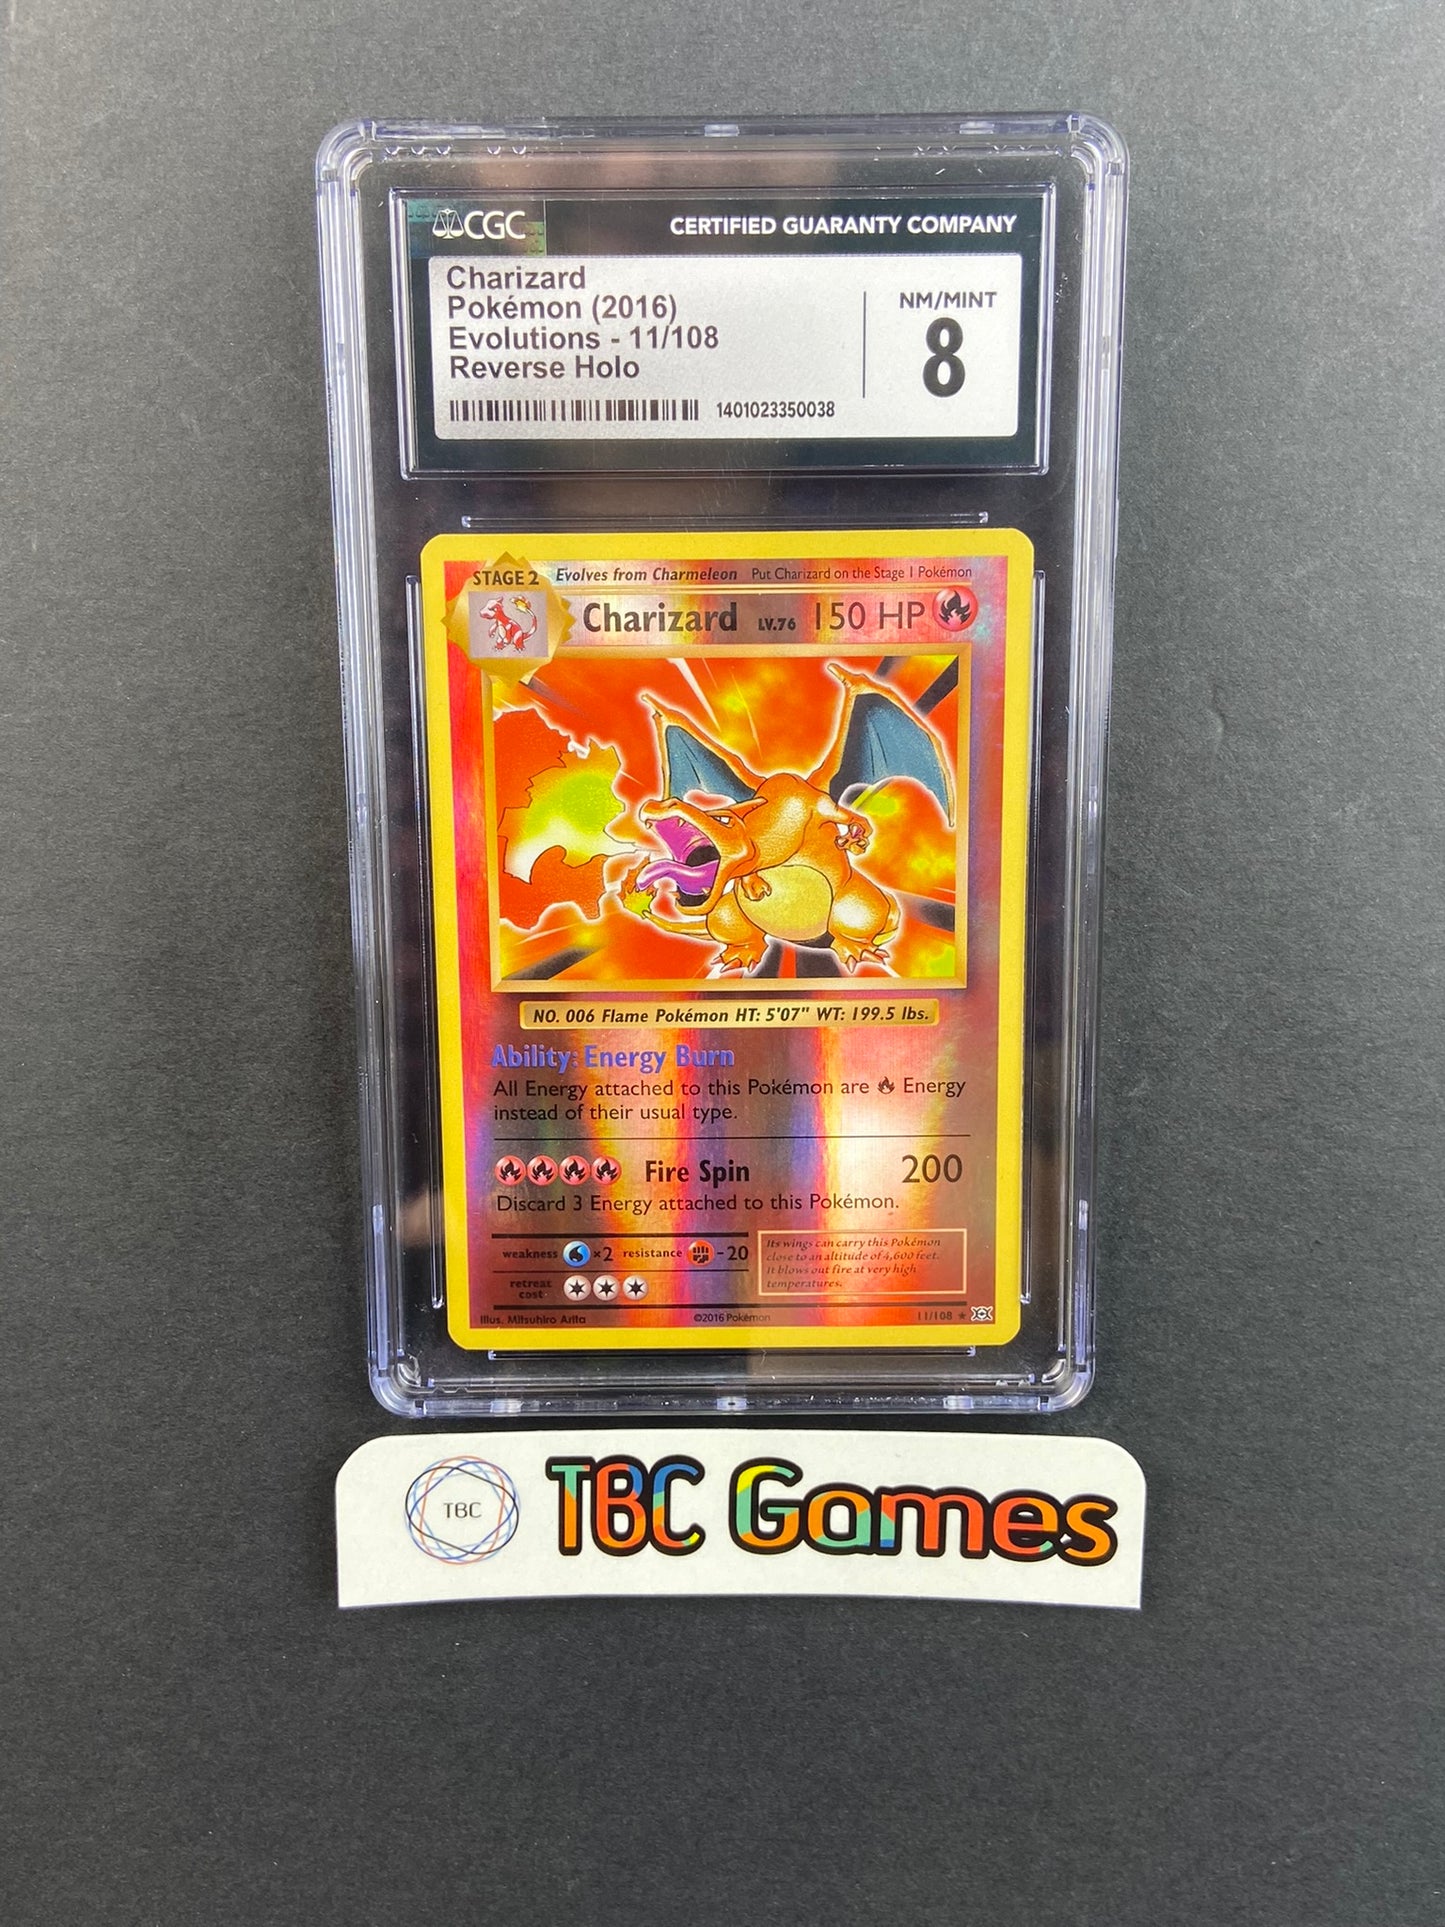 CGC
CERTIFIED GUARANTY COMPANY
Charizard
Pokémon (2016)
Evolutions - 11/108
Reverse Holo
NM/MINT
8
1401023350038
STAGE 2 Evolves from Charmeleon Put Charizard on the Stage 1 Pokémon
Charizard LV.76 150 HP
NO. 006 Flame Pokémon HT: 5'07" WT: 199.5 lbs.
Ability: Energy Burn
All Energy attached to this Pokémon are Energy
instead of their usual type.
Fire Spin 200
Discard 3 Energy attached to this Pokémon.
weakness ×2 resistance -20
retreat
cost
Its wings can carry this Pokémon
close to an altitude of 4,600 feet.
It blows out fire at very high
temperatures.
Illus. Mitsuhiro Arita ©2016 Pokémon 11/108 ★
TBC
TBC Games